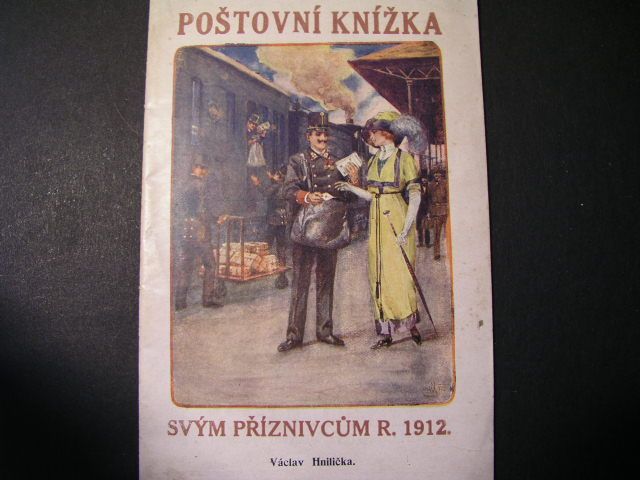 POŠTOVNÍ KNÍŽKA
SVÝM PŘÍZNIVCŮM R. 1912.
Václav Hnilička.